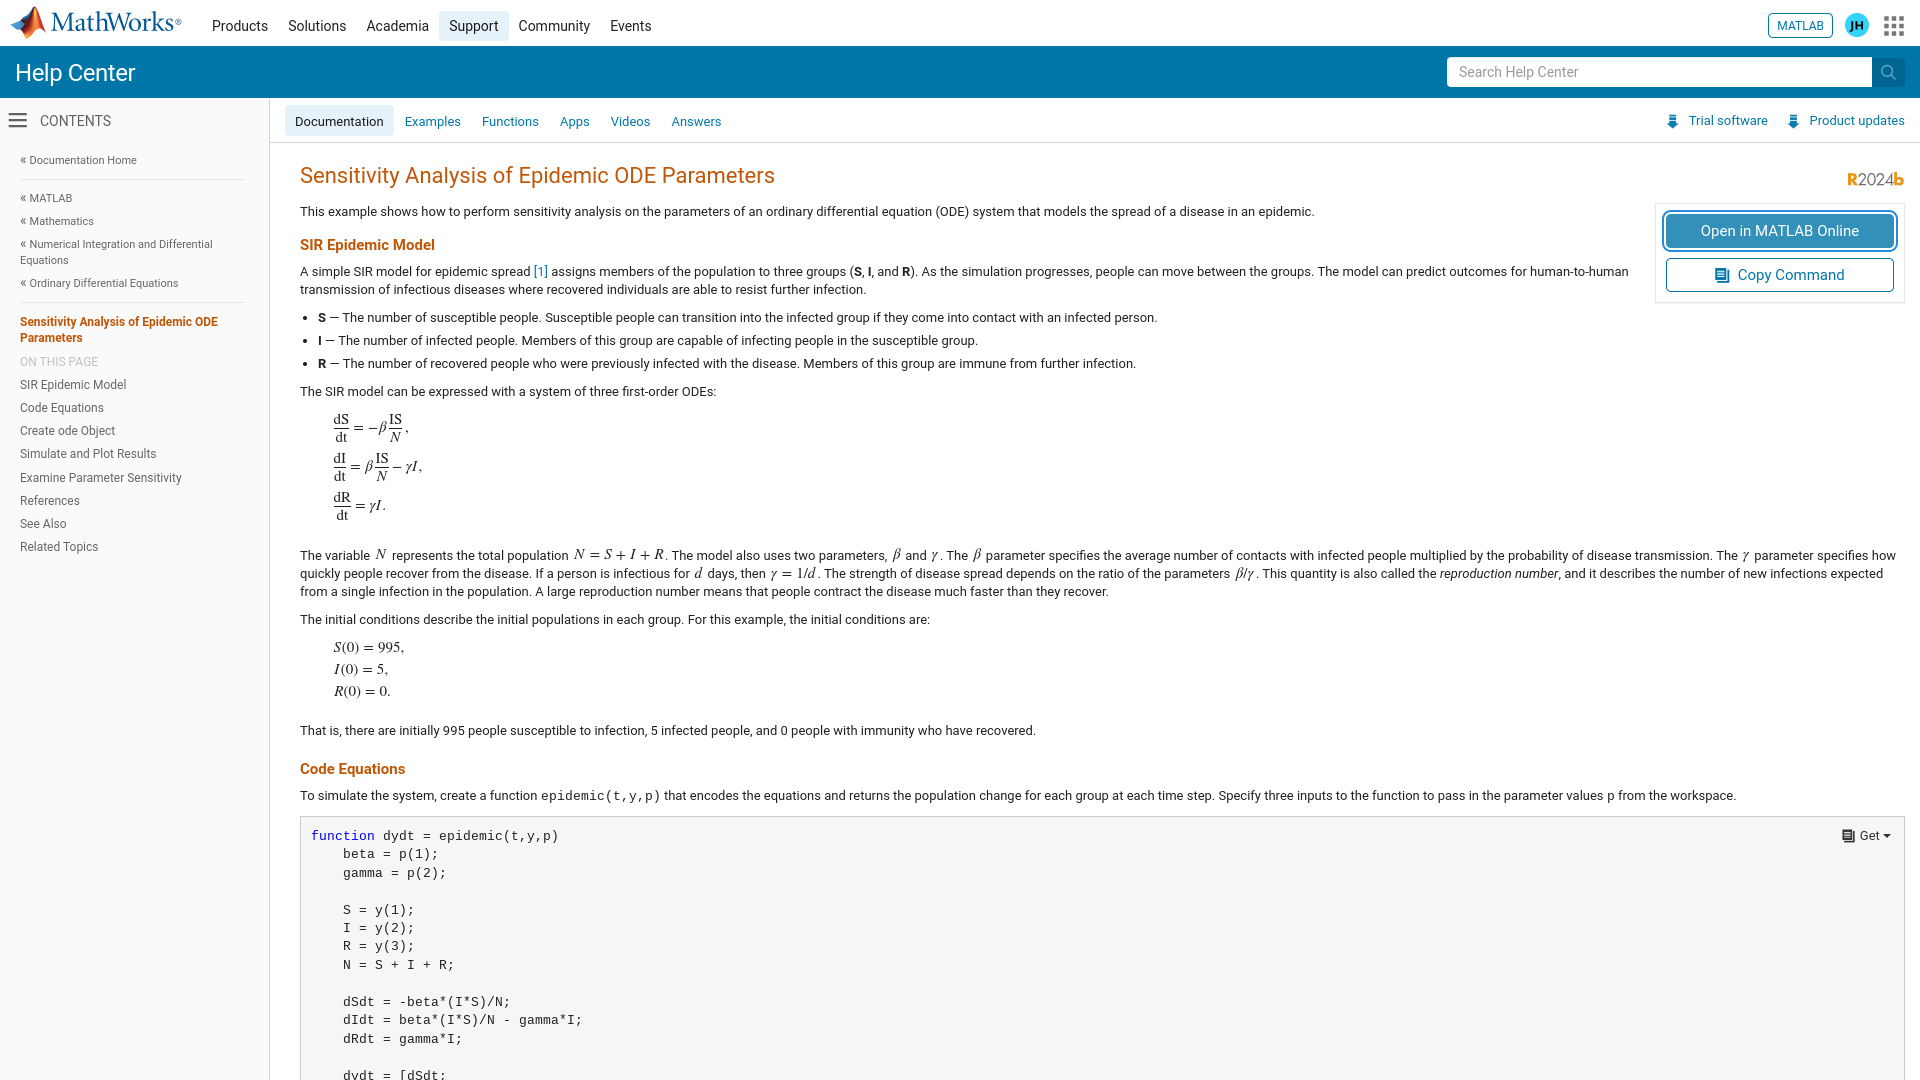 MathWorks®
Products Solutions Academia Support Community Events
MATLAB
JH
Help Center
Search Help Center
CONTENTS
« Documentation Home
« MATLAB
« Mathematics
« Numerical Integration and Differential
Equations
« Ordinary Differential Equations
Sensitivity Analysis of Epidemic ODE
Parameters
ON THIS PAGE
SIR Epidemic Model
Code Equations
Create ode Object
Simulate and Plot Results
Examine Parameter Sensitivity
References
See Also
Related Topics
Documentation Examples Functions Apps Videos Answers
Trial software Product updates
Sensitivity Analysis of Epidemic ODE Parameters
R2024b
This example shows how to perform sensitivity analysis on the parameters of an ordinary differential equation (ODE) system that models the spread of a disease in an epidemic.
Open in MATLAB Online
Copy Command
SIR Epidemic Model
A simple SIR model for epidemic spread [1] assigns members of the population to three groups (S, I, and R). As the simulation progresses, people can move between the groups. The model can predict outcomes for human-to-human
transmission of infectious diseases where recovered individuals are able to resist further infection.
• S — The number of susceptible people. Susceptible people can transition into the infected group if they come into contact with an infected person.
• I — The number of infected people. Members of this group are capable of infecting people in the susceptible group.
• R — The number of recovered people who were previously infected with the disease. Members of this group are immune from further infection.
The SIR model can be expressed with a system of three first-order ODEs:
dS/dt = −β IS/N ,
dI/dt = β IS/N − γI,
dR/dt = γI.
The variable N represents the total population N = S + I + R. The model also uses two parameters, β and γ. The β parameter specifies the average number of contacts with infected people multiplied by the probability of disease transmission. The γ parameter specifies how
quickly people recover from the disease. If a person is infectious for d days, then γ = 1/d. The strength of disease spread depends on the ratio of the parameters β/γ. This quantity is also called the reproduction number, and it describes the number of new infections expected
from a single infection in the population. A large reproduction number means that people contract the disease much faster than they recover.
The initial conditions describe the initial populations in each group. For this example, the initial conditions are:
S(0) = 995,
I(0) = 5,
R(0) = 0.
That is, there are initially 995 people susceptible to infection, 5 infected people, and 0 people with immunity who have recovered.
Code Equations
To simulate the system, create a function epidemic(t,y,p) that encodes the equations and returns the population change for each group at each time step. Specify three inputs to the function to pass in the parameter values p from the workspace.
Get
function dydt = epidemic(t,y,p)
beta = p(1);
gamma = p(2);
S = y(1);
I = y(2);
R = y(3);
N = S + I + R;
dSdt = -beta*(I*S)/N;
dIdt = beta*(I*S)/N - gamma*I;
dRdt = gamma*I;
dydt = [dSdt;